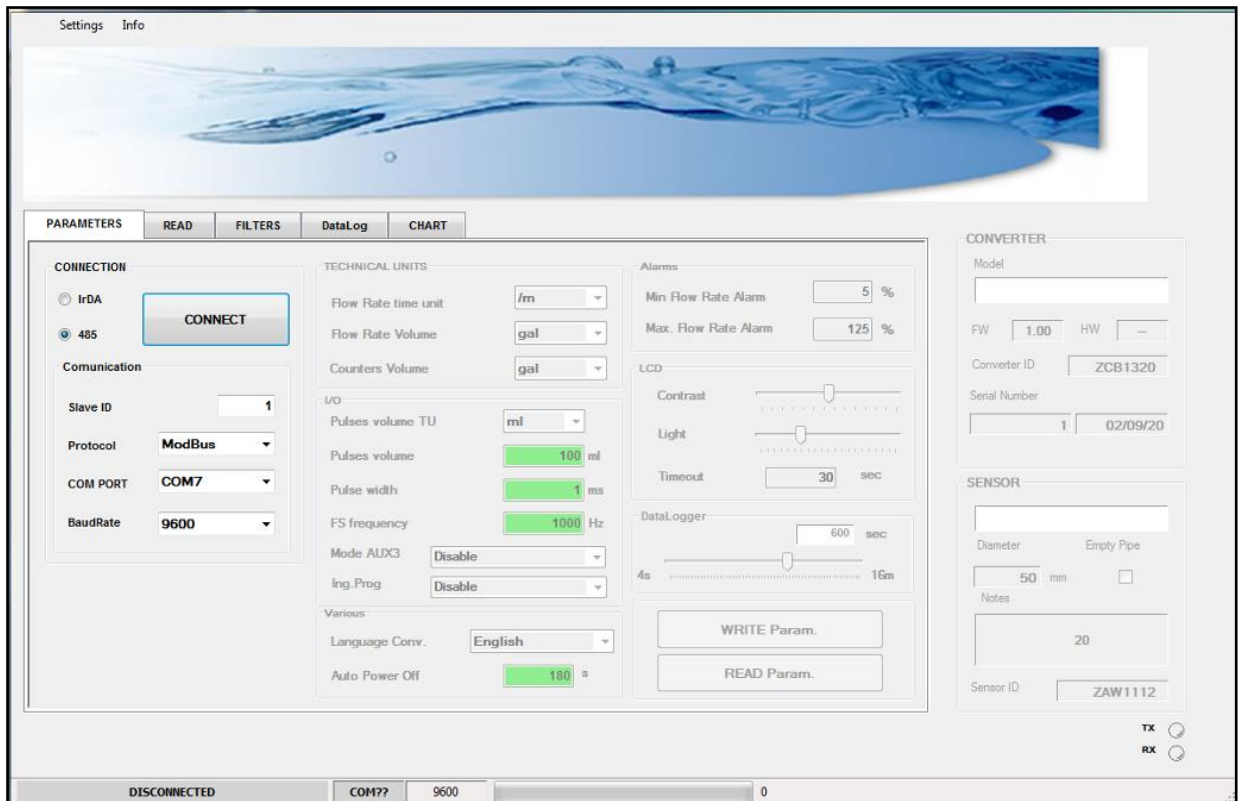 Settings Info
PARAMETERS READ FILTERS DataLog CHART
CONNECTION
IrDA
485
CONNECT
Comunication
Slave ID 1
Protocol ModBus
COM PORT COM7
BaudRate 9600
TECHNICAL UNITS
Flow Rate time unit /m
Flow Rate Volume gal
Counters Volume gal
I/O
Pulses volume TU ml
Pulses volume 100 ml
Pulse width 1 ms
FS frequency 1000 Hz
Mode AUX3 Disable
Ing.Prog Disable
Various
Language Conv. English
Auto Power Off 180 s
Alarms
Min Flow Rate Alarm 5 %
Max. Flow Rate Alarm 125 %
LCD
Contrast
Light
Timeout 30 sec
DataLogger
600 sec
4s 16m
WRITE Param.
READ Param.
CONVERTER
Model
FW 1.00 HW --
Converter ID ZCB1320
Serial Number
1 02/09/20
SENSOR
Diameter Empty Pipe
50 mm
Notes
20
Sensor ID ZAW1112
TX
RX
DISCONNECTED COM?? 9600 0